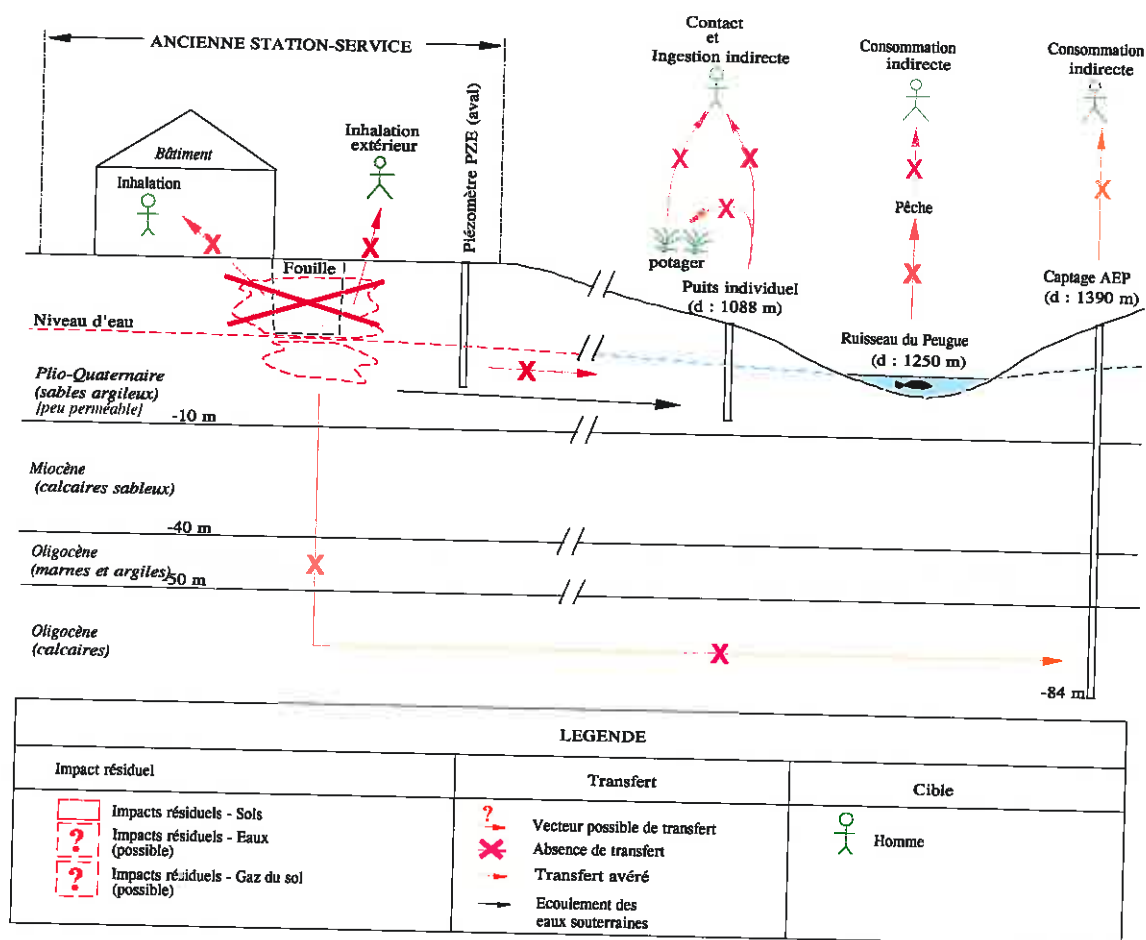 ANCIENNE STATION-SERVICE
Contact
et
Ingestion indirecte
Consommation
indirecte
Consommation
indirecte
Bâtiment
Inhalation
Inhalation
extérieur
Piézomètre PZE (aval)
Fouille
potager
Pêche
Puits individuel
(d : 1088 m)
Captage AEP
(d : 1390 m)
Niveau d'eau
Ruisseau du Peugue
(d : 1250 m)
Plio-Quaternaire
(sables argileux)
[peu perméable]
-10 m
Miocène
(calcaires sableux)
-40 m
Oligocène
(marnes et argiles)
-50 m
Oligocène
(calcaires)
-84 m
LEGENDE
Impact résiduel
Transfert
Cible
Impacts résiduels - Sols
? Impacts résiduels - Eaux
(possible)
? Impacts résiduels - Gaz du sol
(possible)
? Vecteur possible de transfert
Absence de transfert
Transfert avéré
Ecoulement des
eaux souterraines
Homme